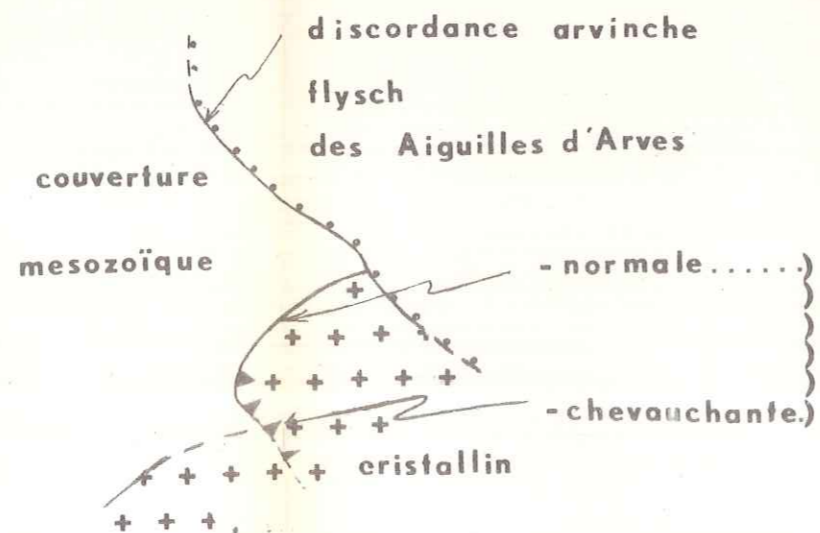 discordance arvinche
flysch
des Aiguilles d'Arves
couverture
mesozoïque
-normale......)
-chevauchante.)
cristallin